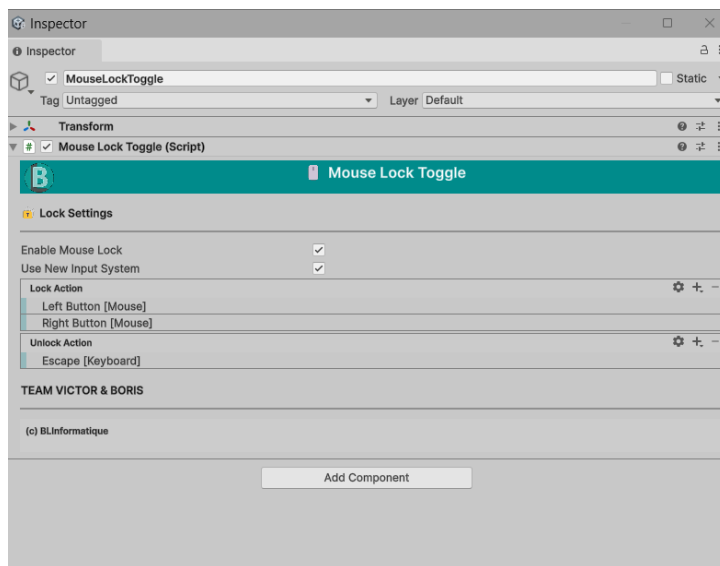 Inspector
Inspector
MouseLockToggle
Static
Tag Untagged Layer Default
Transform
# Mouse Lock Toggle (Script)
B Mouse Lock Toggle
Lock Settings
Enable Mouse Lock
Use New Input System
Lock Action
Left Button [Mouse]
Right Button [Mouse]
Unlock Action
Escape [Keyboard]
TEAM VICTOR & BORIS
(c) BLInformatique
Add Component